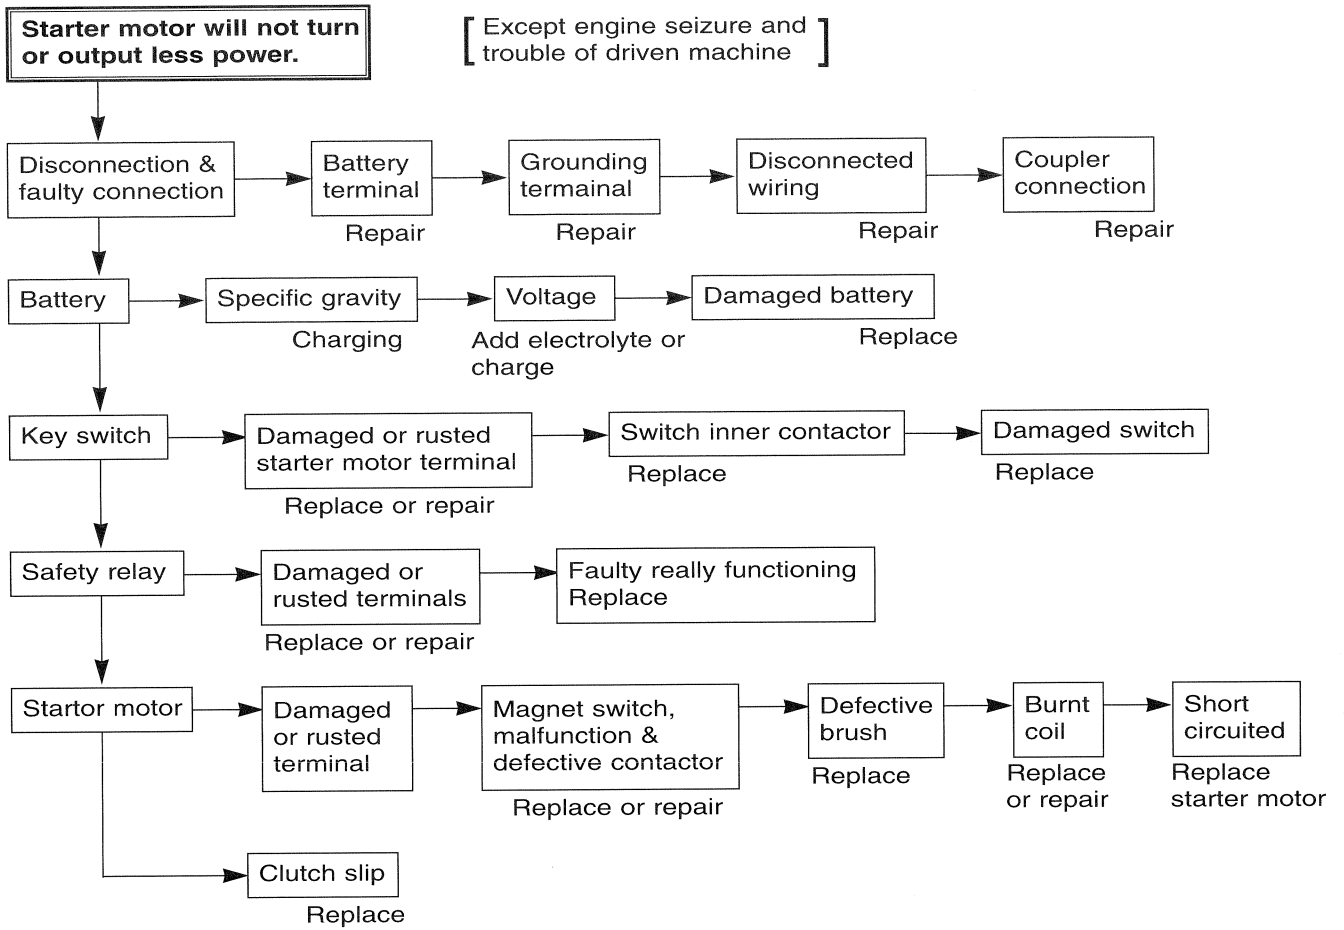 Starter motor will not turn
or output less power.
[Except engine seizure and
trouble of driven machine]
Disconnection &
faulty connection
Battery
terminal
Repair
Grounding
termainal
Repair
Disconnected
wiring
Repair
Coupler
connection
Repair
Battery
Specific gravity
Charging
Voltage
Add electrolyte or
charge
Damaged battery
Replace
Key switch
Damaged or rusted
starter motor terminal
Replace or repair
Switch inner contactor
Replace
Damaged switch
Replace
Safety relay
Damaged or
rusted terminals
Replace or repair
Faulty really functioning
Replace
Startor motor
Damaged
or rusted
terminal
Magnet switch,
malfunction &
defective contactor
Replace or repair
Defective
brush
Replace
Burnt
coil
Replace
or repair
Short
circuited
Replace
starter motor
Clutch slip
Replace